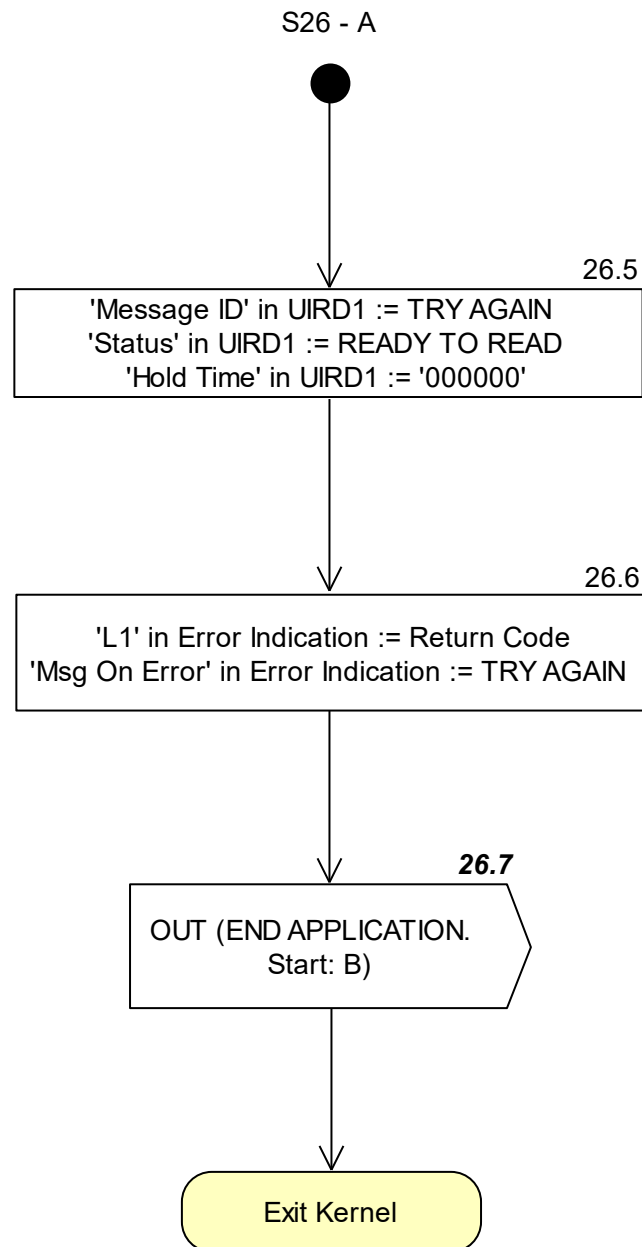 S26 - A
26.5
'Message ID' in UIRD1 := TRY AGAIN
'Status' in UIRD1 := READY TO READ
'Hold Time' in UIRD1 := '000000'
26.6
'L1' in Error Indication := Return Code
'Msg On Error' in Error Indication := TRY AGAIN
26.7
OUT (END APPLICATION.
Start: B)
Exit Kernel